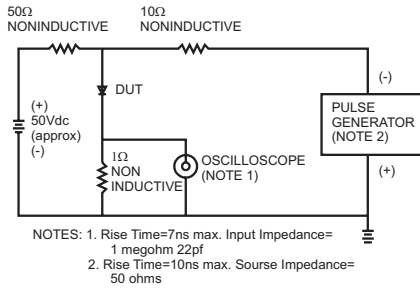 50Ω
NONINDUCTIVE
10Ω
NONINDUCTIVE
(+)
50Vdc
(approx)
(-)
DUT
1Ω
NON
INDUCTIVE
OSCILLOSCOPE
(NOTE 1)
(-)
PULSE
GENERATOR
(NOTE 2)
(+)
NOTES: 1. Rise Time=7ns max. Input Impedance=
1 megohm 22pf
2. Rise Time=10ns max. Sourse Impedance=
50 ohms